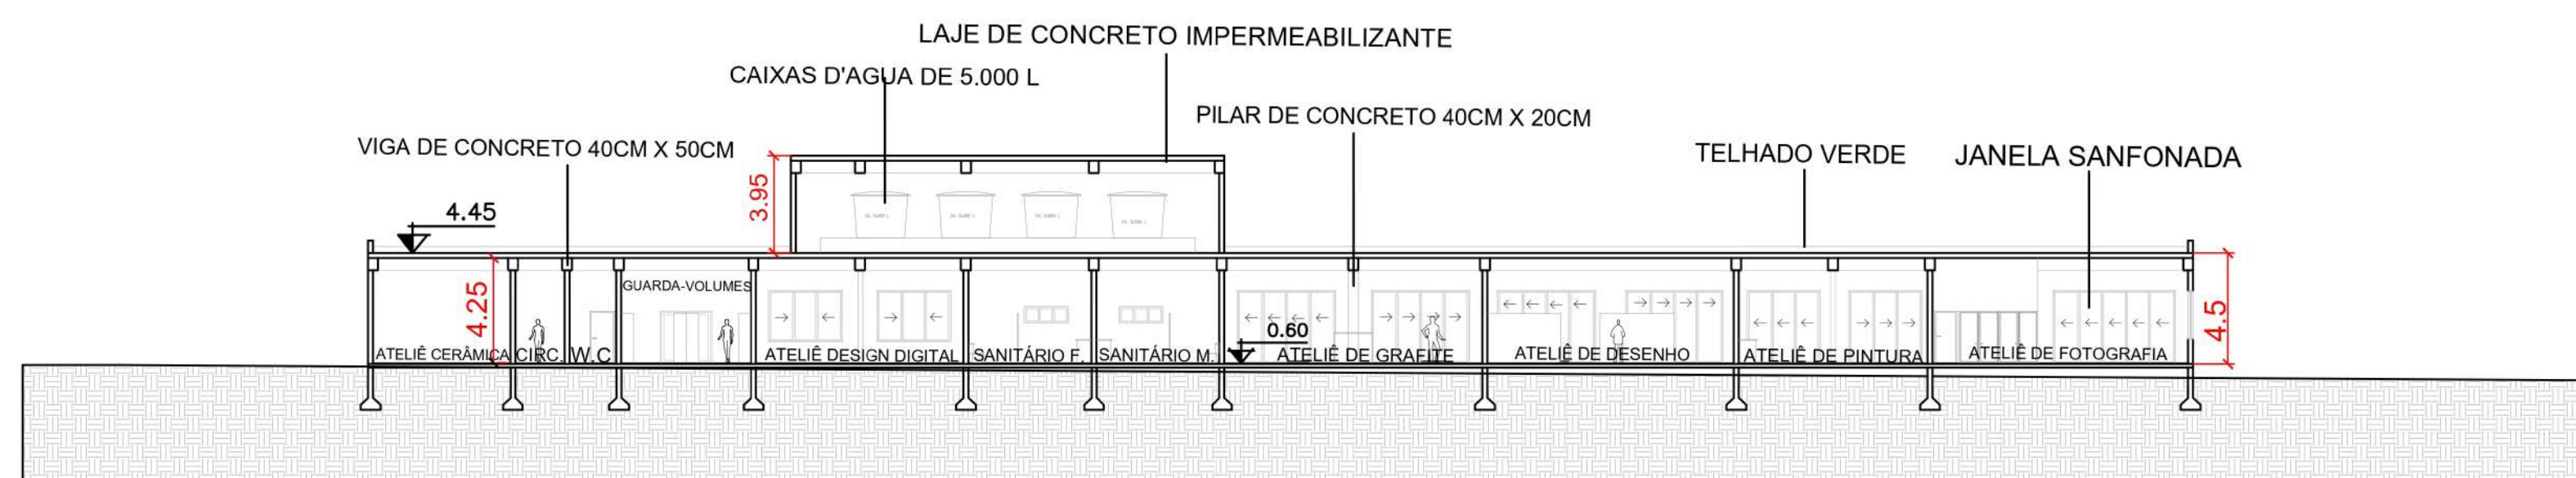 LAJE DE CONCRETO IMPERMEABILIZANTE
CAIXAS D'AGUA DE 5.000 L
PILAR DE CONCRETO 40CM X 20CM
VIGA DE CONCRETO 40CM X 50CM
TELHADO VERDE
JANELA SANFONADA
3.95
4.45
GUARDA-VOLUMES
4.25
0.60
4.5
ATELIÊ CERÂMICA
CIRC.
W.C
ATELIÊ DESIGN DIGITAL
SANITÁRIO F.
SANITÁRIO M.
ATELIÊ DE GRAFITE
ATELIÊ DE DESENHO
ATELIÊ DE PINTURA
ATELIÊ DE FOTOGRAFIA